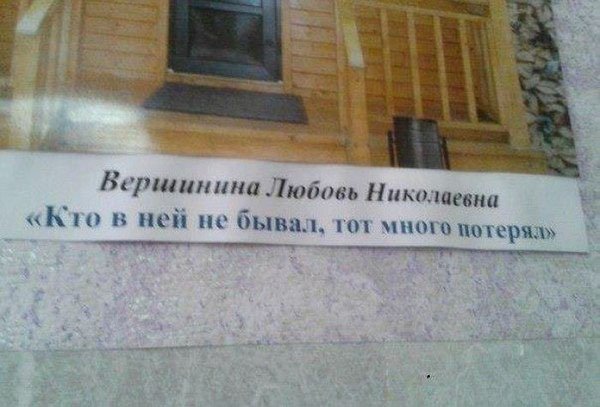 Вершинина Любовь Николаевна
«Кто в ней не бывал, тот много потерял»